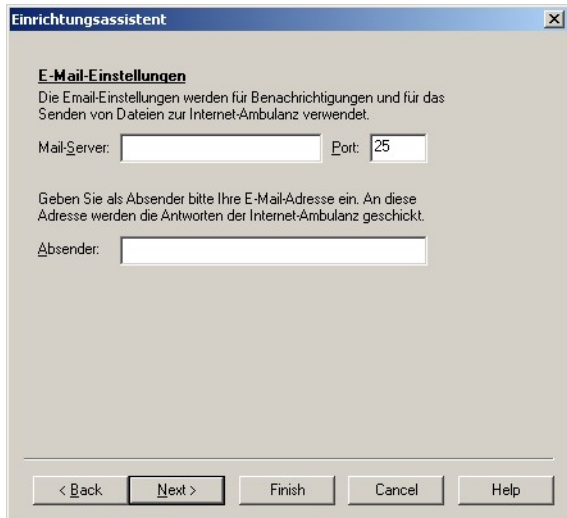 Einrichtungsassistent
E-Mail-Einstellungen
Die Email-Einstellungen werden für Benachrichtigungen und für das
Senden von Dateien zur Internet-Ambulanz verwendet.
Mail-Server: Port: 25
Geben Sie als Absender bitte Ihre E-Mail-Adresse ein. An diese
Adresse werden die Antworten der Internet-Ambulanz geschickt.
Absender:
< Back Next > Finish Cancel Help